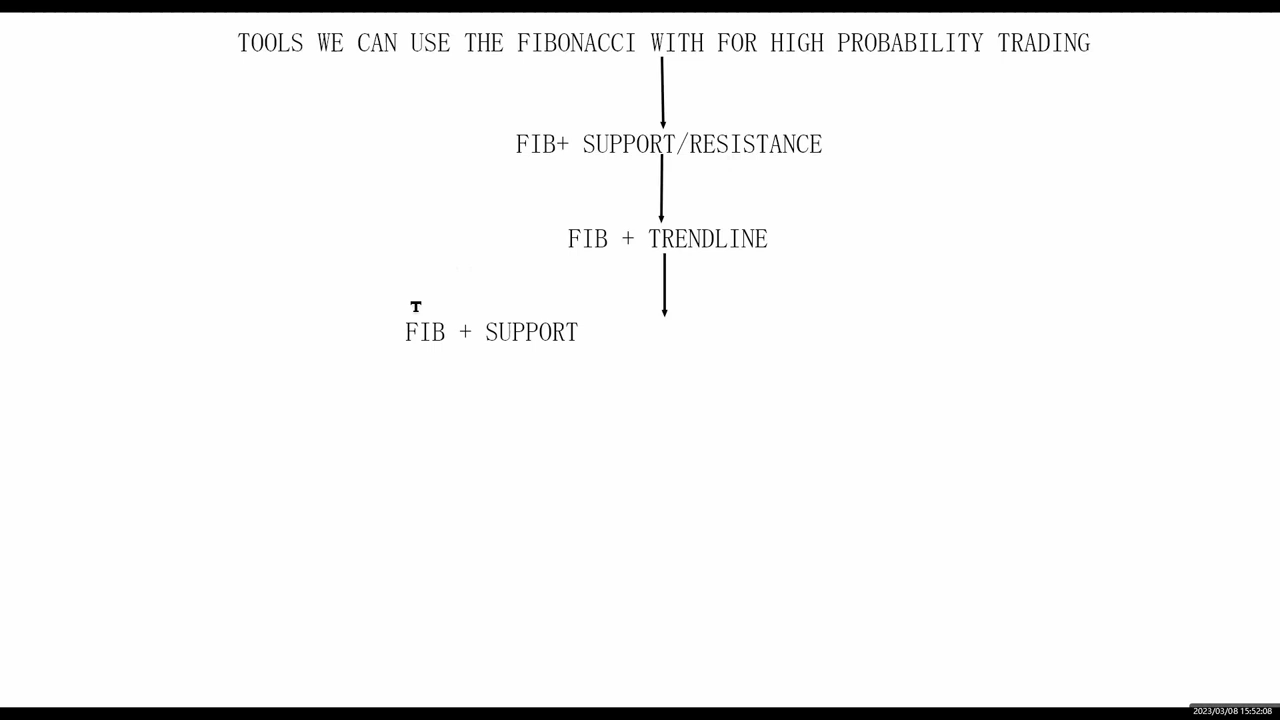 TOOLS WE CAN USE THE FIBONACCI WITH FOR HIGH PROBABILITY TRADING
FIB+ SUPPORT/RESISTANCE
FIB + TRENDLINE
T
FIB + SUPPORT
2023/03/08 15:52:08